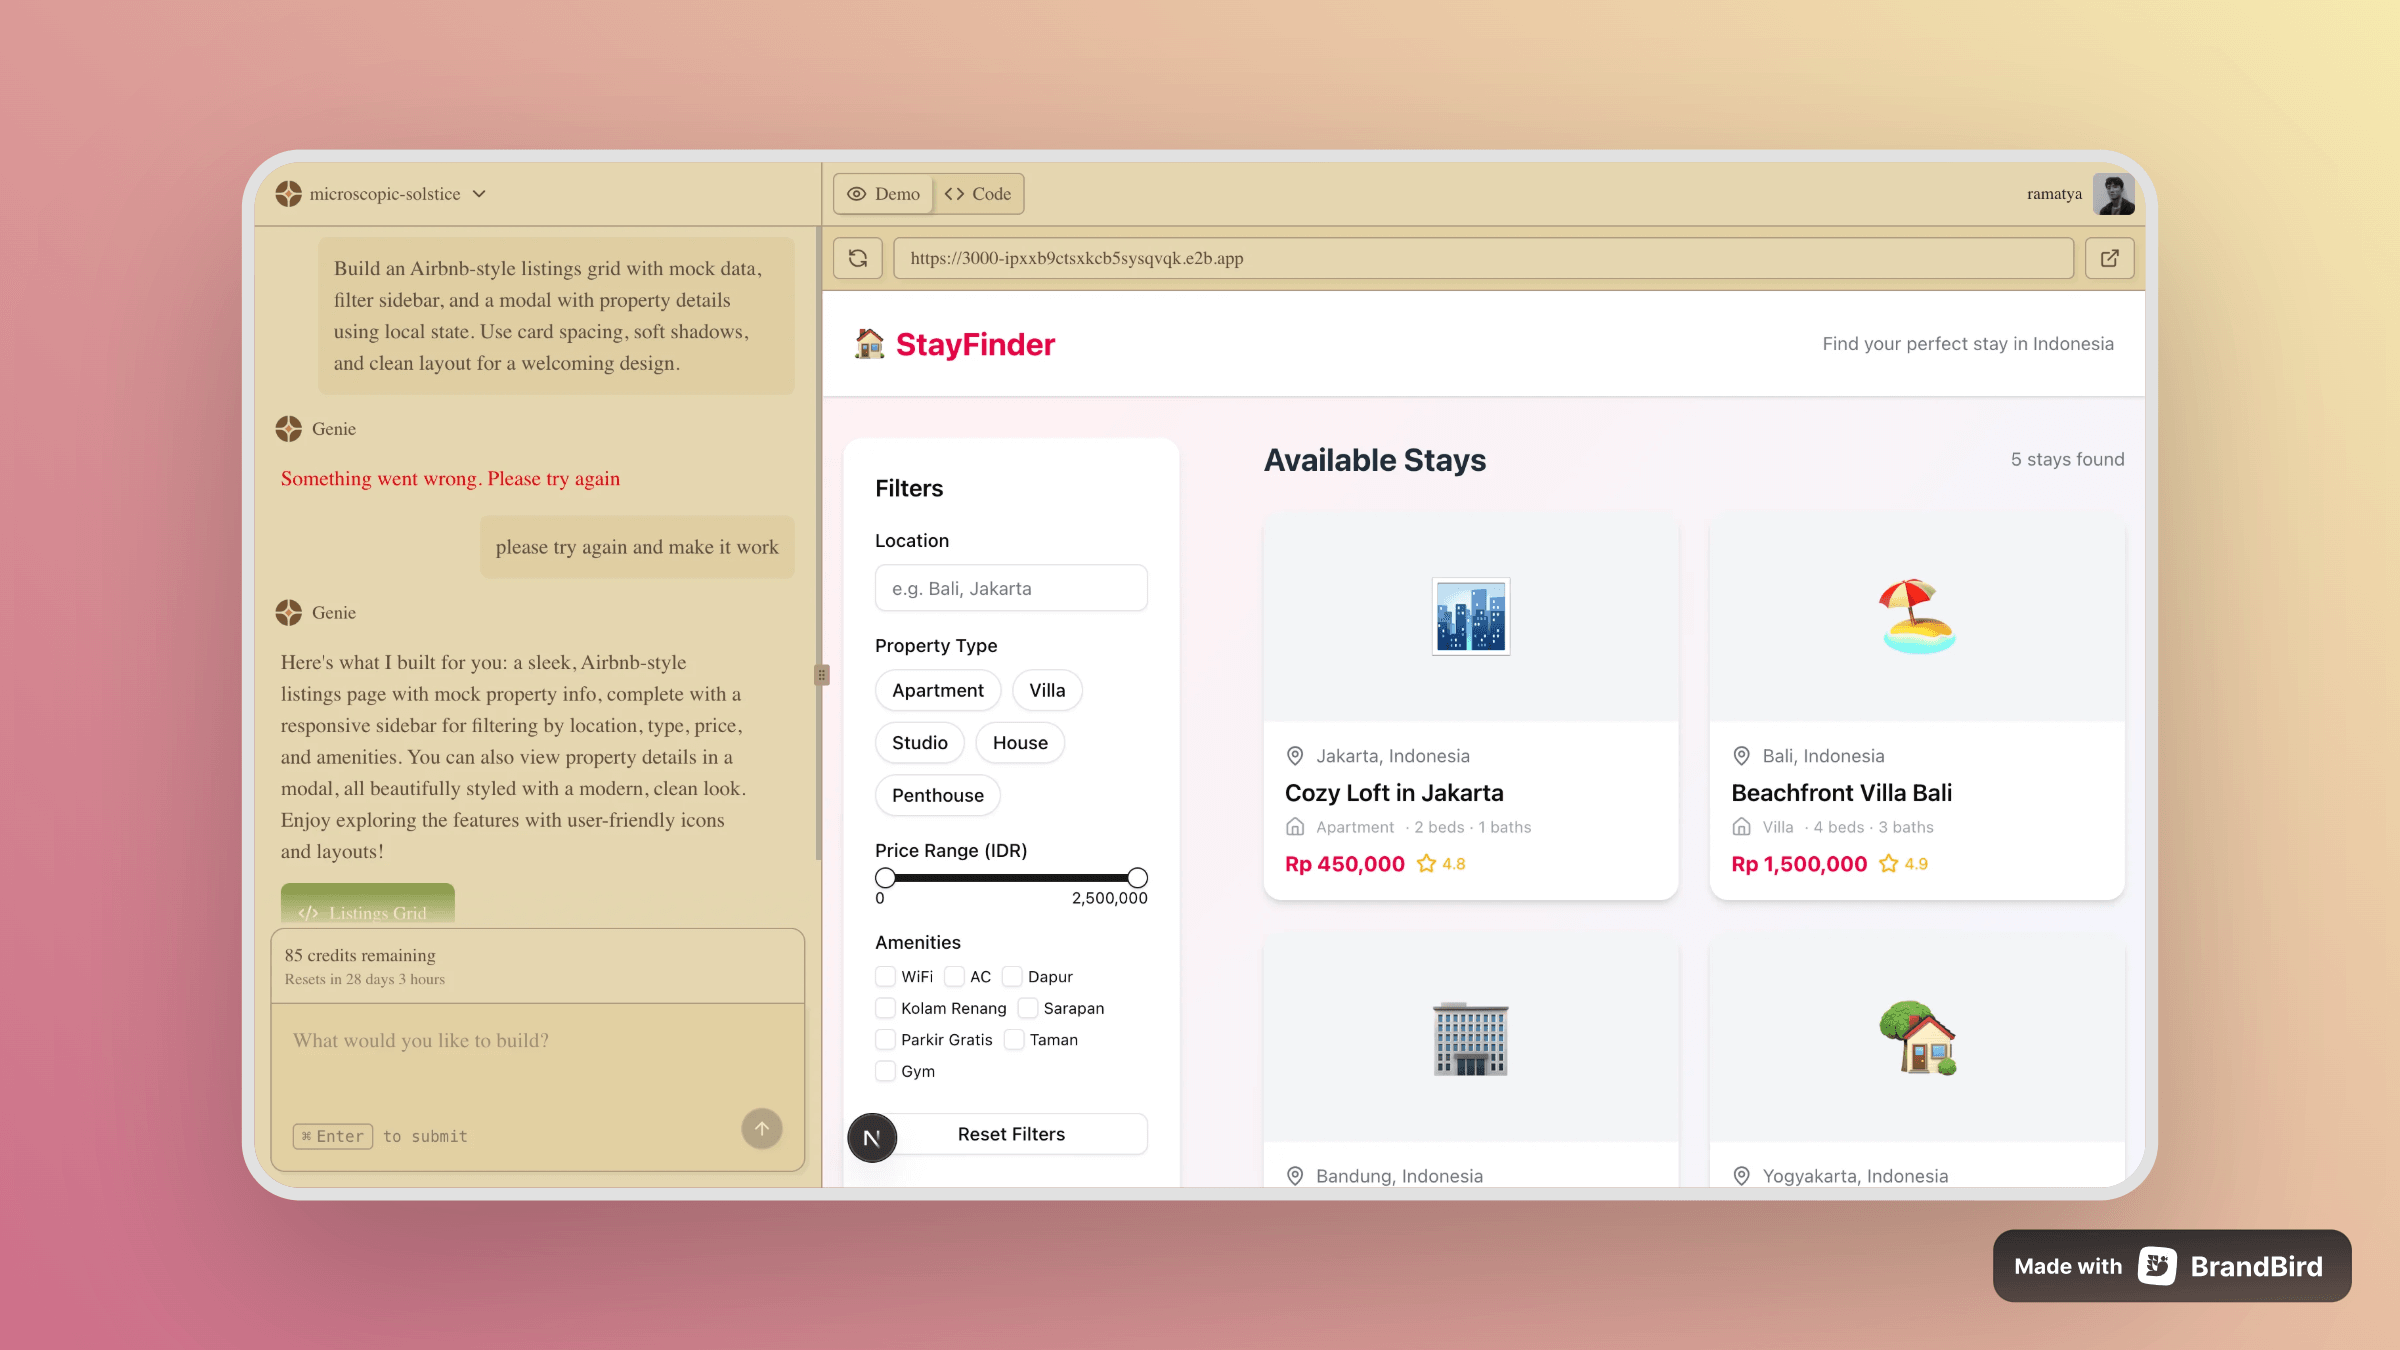 microscopic-solstice
Build an Airbnb-style listings grid with mock data,
filter sidebar, and a modal with property details
using local state. Use card spacing, soft shadows,
and clean layout for a welcoming design.
Genie
Something went wrong. Please try again
please try again and make it work
Genie
Here's what I built for you: a sleek, Airbnb-style
listings page with mock property info, complete with a
responsive sidebar for filtering by location, type, price,
and amenities. You can also view property details in a
modal, all beautifully styled with a modern, clean look.
Enjoy exploring the features with user-friendly icons
and layouts!
</> Listings Grid
85 credits remaining
Resets in 28 days 3 hours
What would you like to build?
⌘ Enter to submit
Demo <> Code
ramatya
https://3000-ipxxb9ctsxkcb5sysqvqk.e2b.app
StayFinder
Find your perfect stay in Indonesia
Filters
Location
e.g. Bali, Jakarta
Property Type
Apartment Villa
Studio House
Penthouse
Price Range (IDR)
0 2,500,000
Amenities
WiFi AC Dapur
Kolam Renang Sarapan
Parkir Gratis Taman
Gym
N
Reset Filters
Available Stays
5 stays found
Jakarta, Indonesia
Cozy Loft in Jakarta
Apartment · 2 beds · 1 baths
Rp 450,000 4.8
Bali, Indonesia
Beachfront Villa Bali
Villa · 4 beds · 3 baths
Rp 1,500,000 4.9
Bandung, Indonesia
Yogyakarta, Indonesia
Made with BrandBird